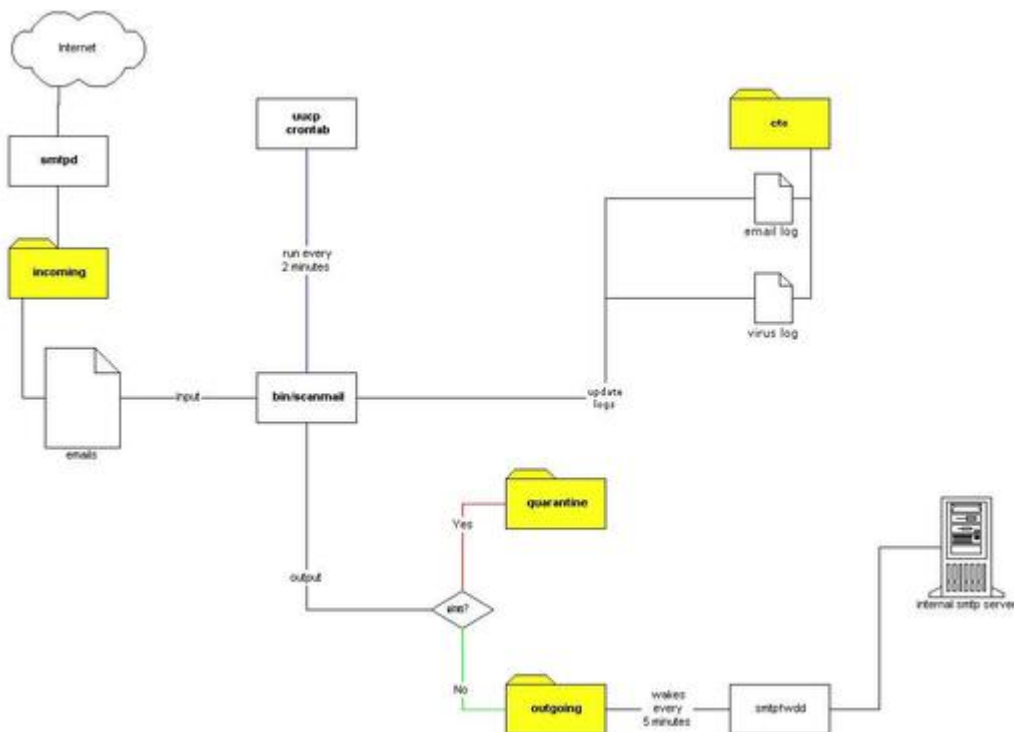 Internet
uucp
crontab
etc
smtpd
email log
incoming
run every
2 minutes
virus log
input
bin/scanmail
update
logs
emails
quarantine
Yes
output
internal smtp server
No
outgoing
wakes
every
5 minutes
smtpfwdd